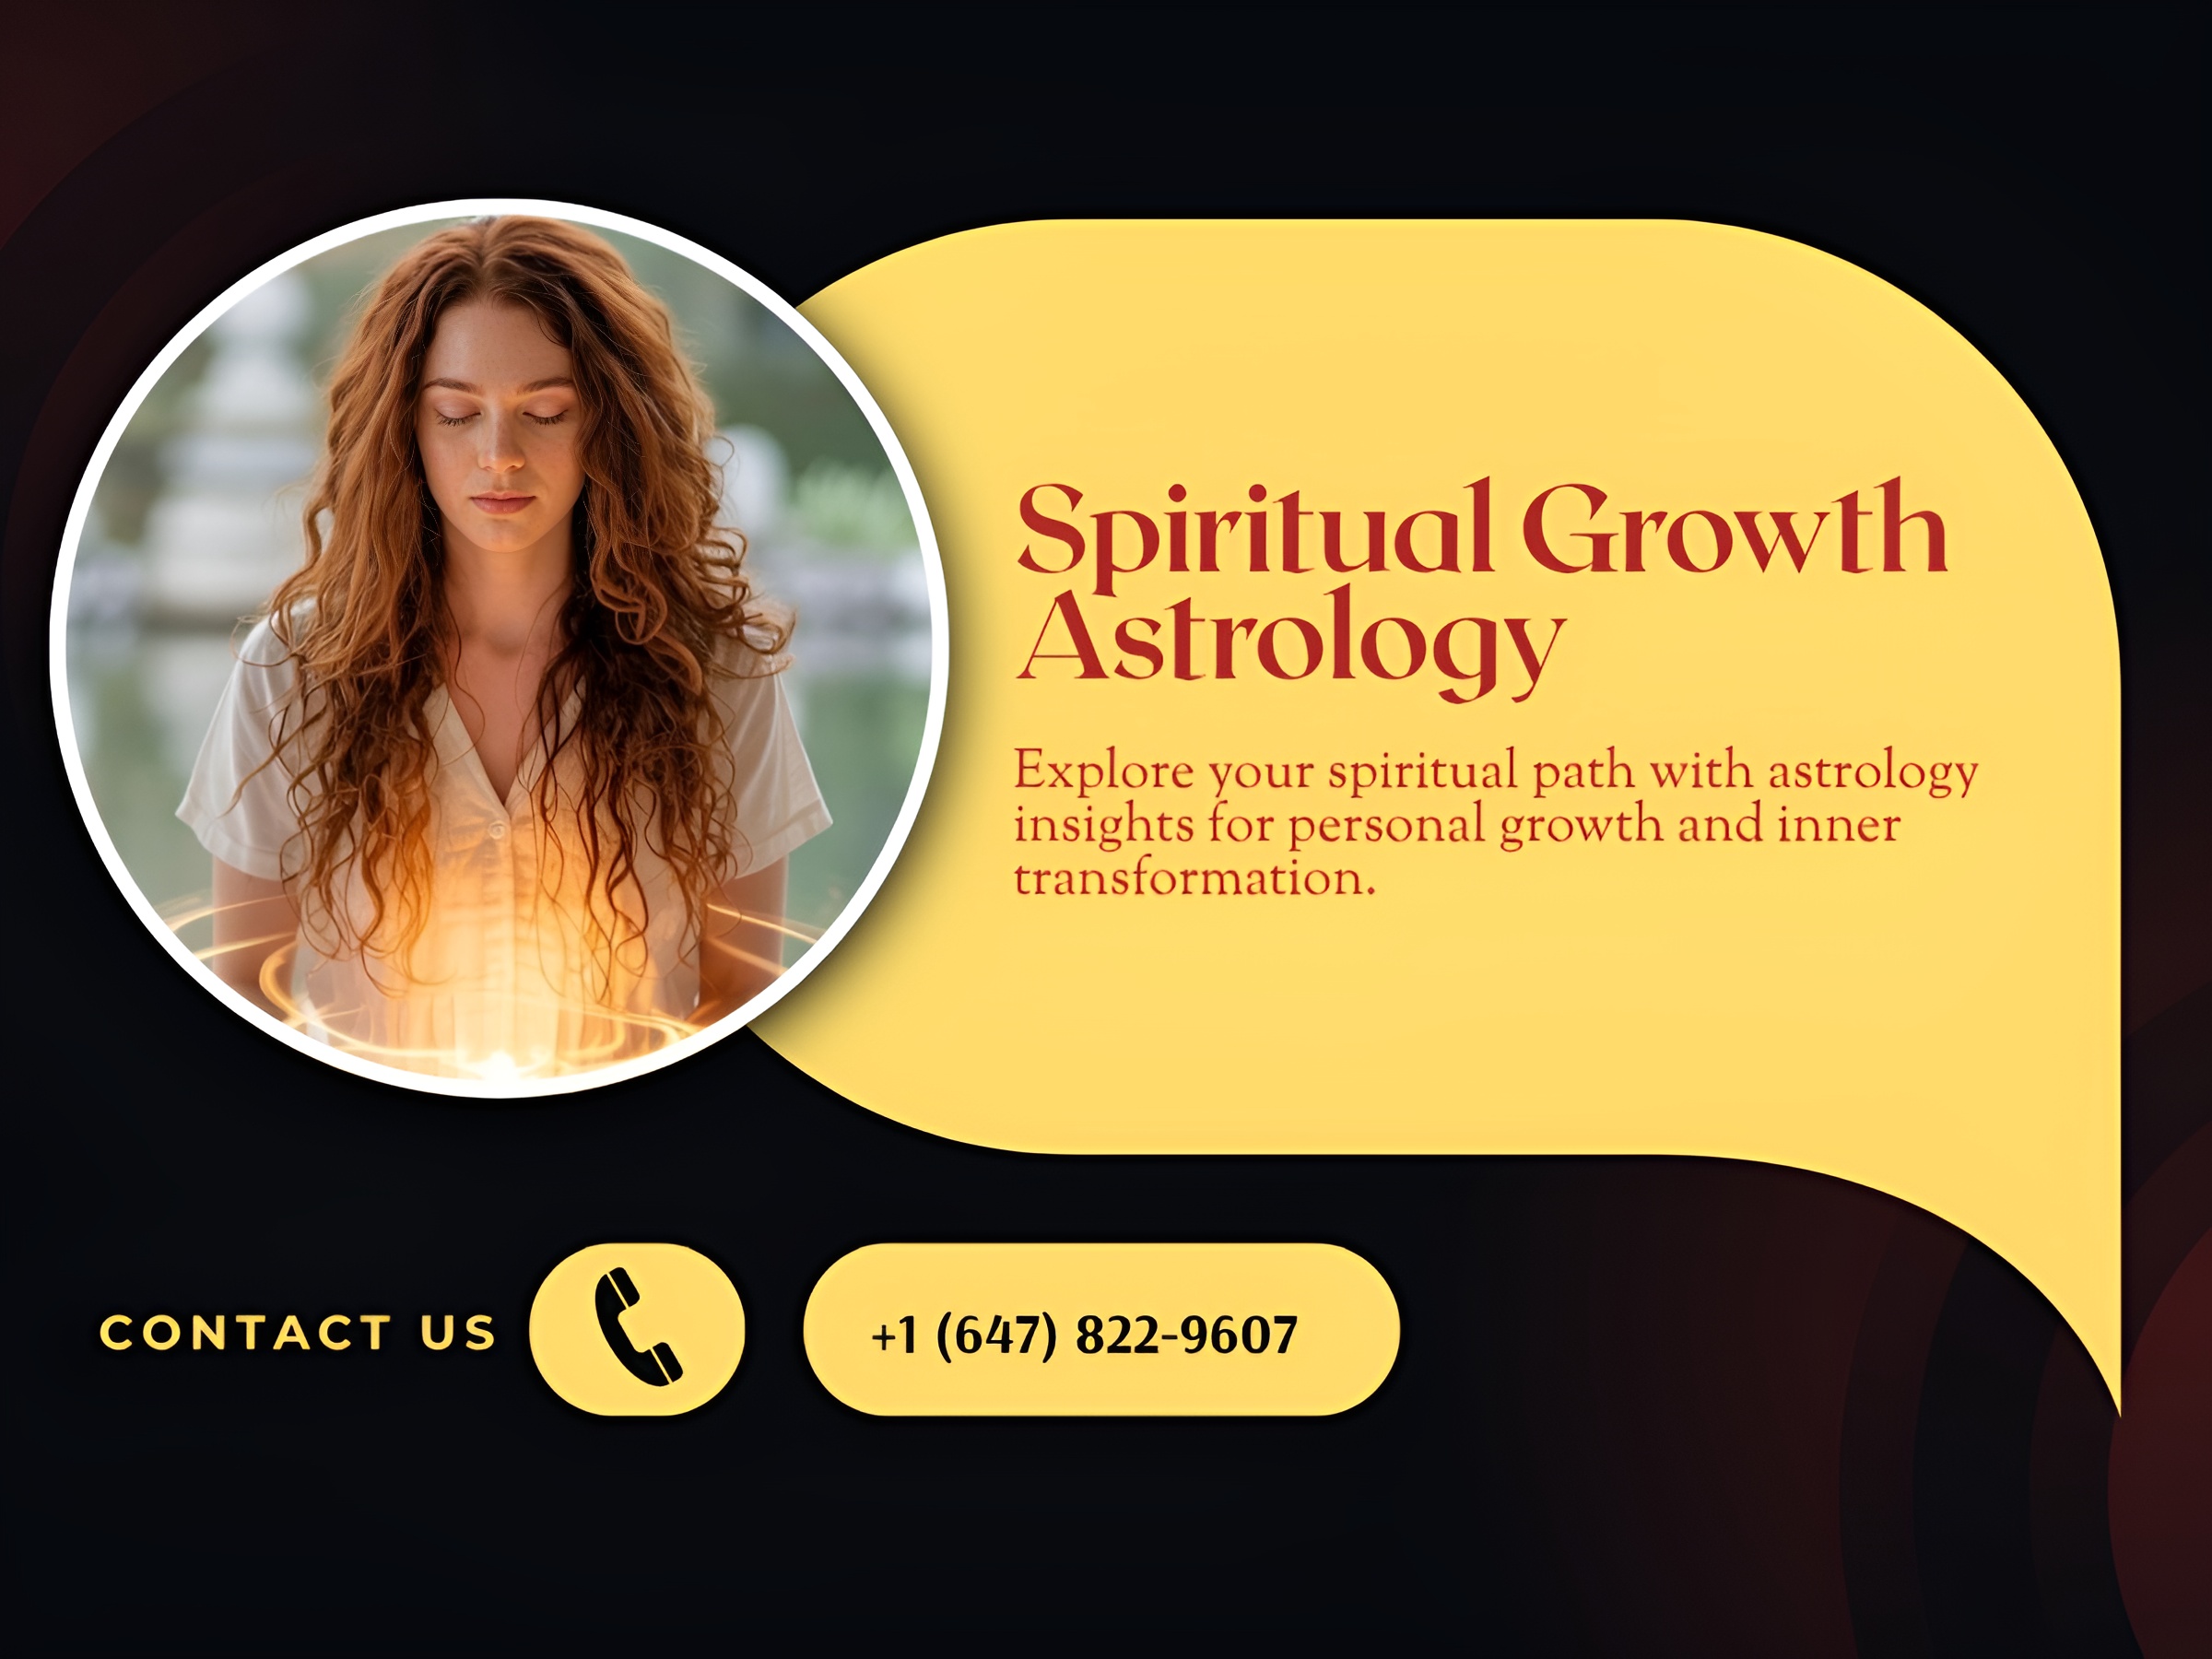 Spiritual Growth
Astrology
Explore your spiritual path with astrology
insights for personal growth and inner
transformation.
CONTACT US
+1 (647) 822-9607